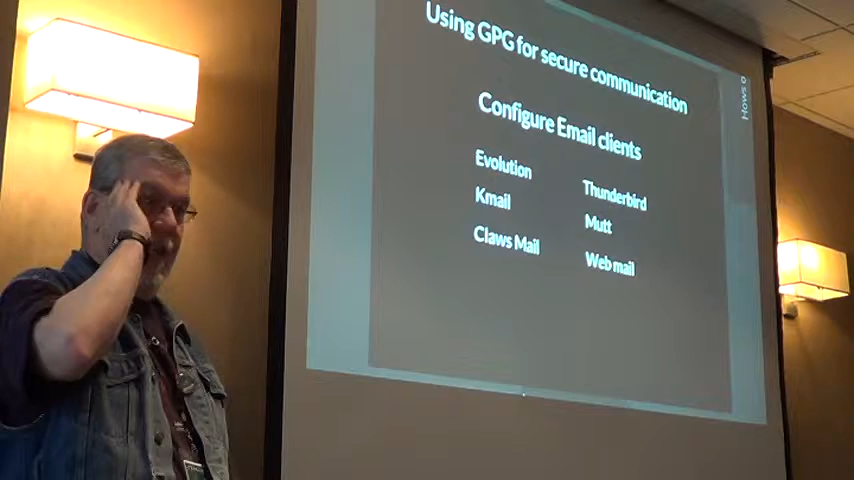 Using GPG for secure communication
Configure Email clients
Evolution
Kmail
Claws Mail
Thunderbird
Mutt
Web mail